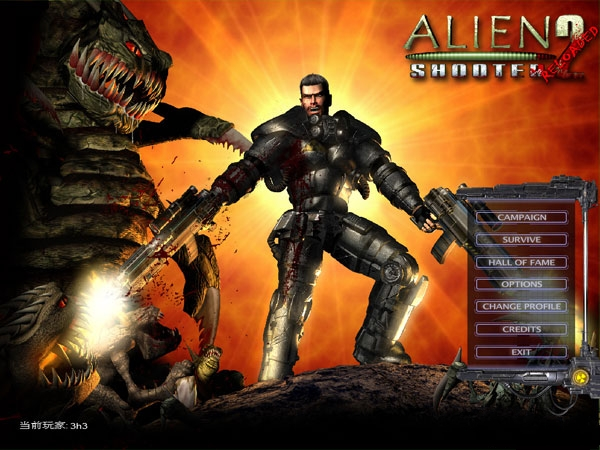 ALIEN 2
SHOOTER
RELOADED
CAMPAIGN
SURVIVE
HALL OF FAME
OPTIONS
CHANGE PROFILE
CREDITS
EXIT
当前玩家: 3h3